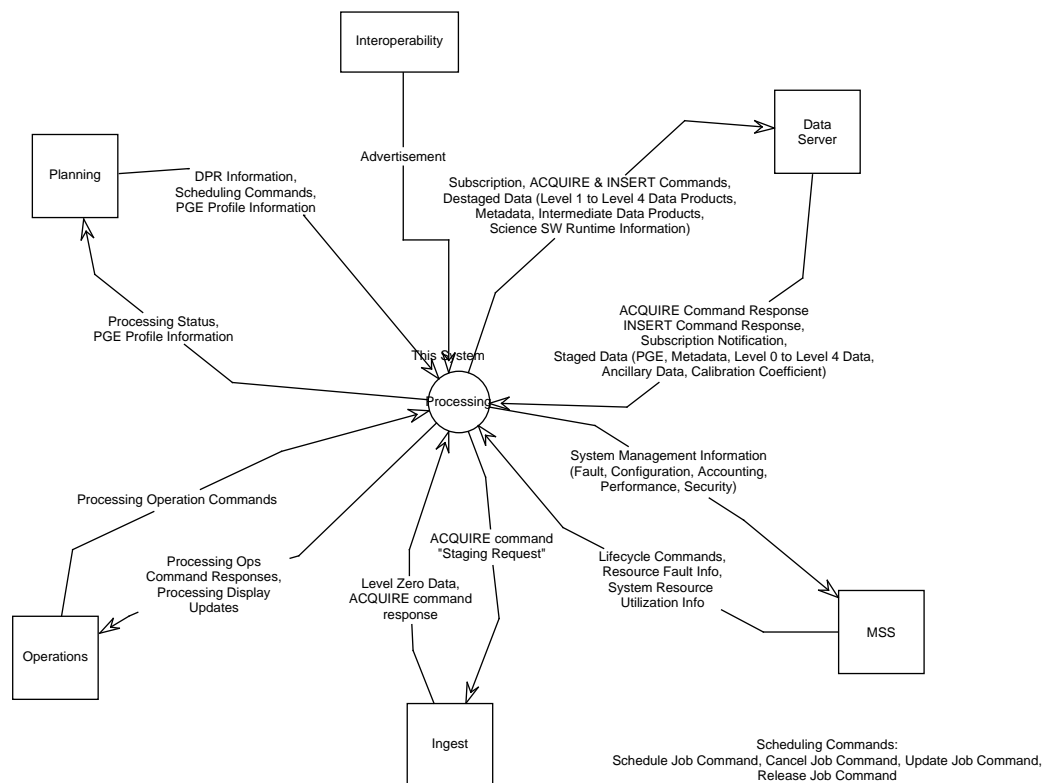 Interoperability
Data
Server
Planning
Advertisement
DPR Information,
Scheduling Commands,
PGE Profile Information
Subscription, ACQUIRE & INSERT Commands,
Destaged Data (Level 1 to Level 4 Data Products,
Metadata, Intermediate Data Products,
Science SW Runtime Information)
Processing Status,
PGE Profile Information
ACQUIRE Command Response
INSERT Command Response,
Subscription Notification,
Staged Data (PGE, Metadata, Level 0 to Level 4 Data,
Ancillary Data, Calibration Coefficient)
This System
Processing
System Management Information
(Fault, Configuration, Accounting,
Performance, Security)
Processing Operation Commands
ACQUIRE command
"Staging Request"
Processing Ops
Command Responses,
Processing Display
Updates
Level Zero Data,
ACQUIRE command
response
Lifecycle Commands,
Resource Fault Info,
System Resource
Utilization Info
Operations
MSS
Ingest
Scheduling Commands:
Schedule Job Command, Cancel Job Command, Update Job Command,
Release Job Command